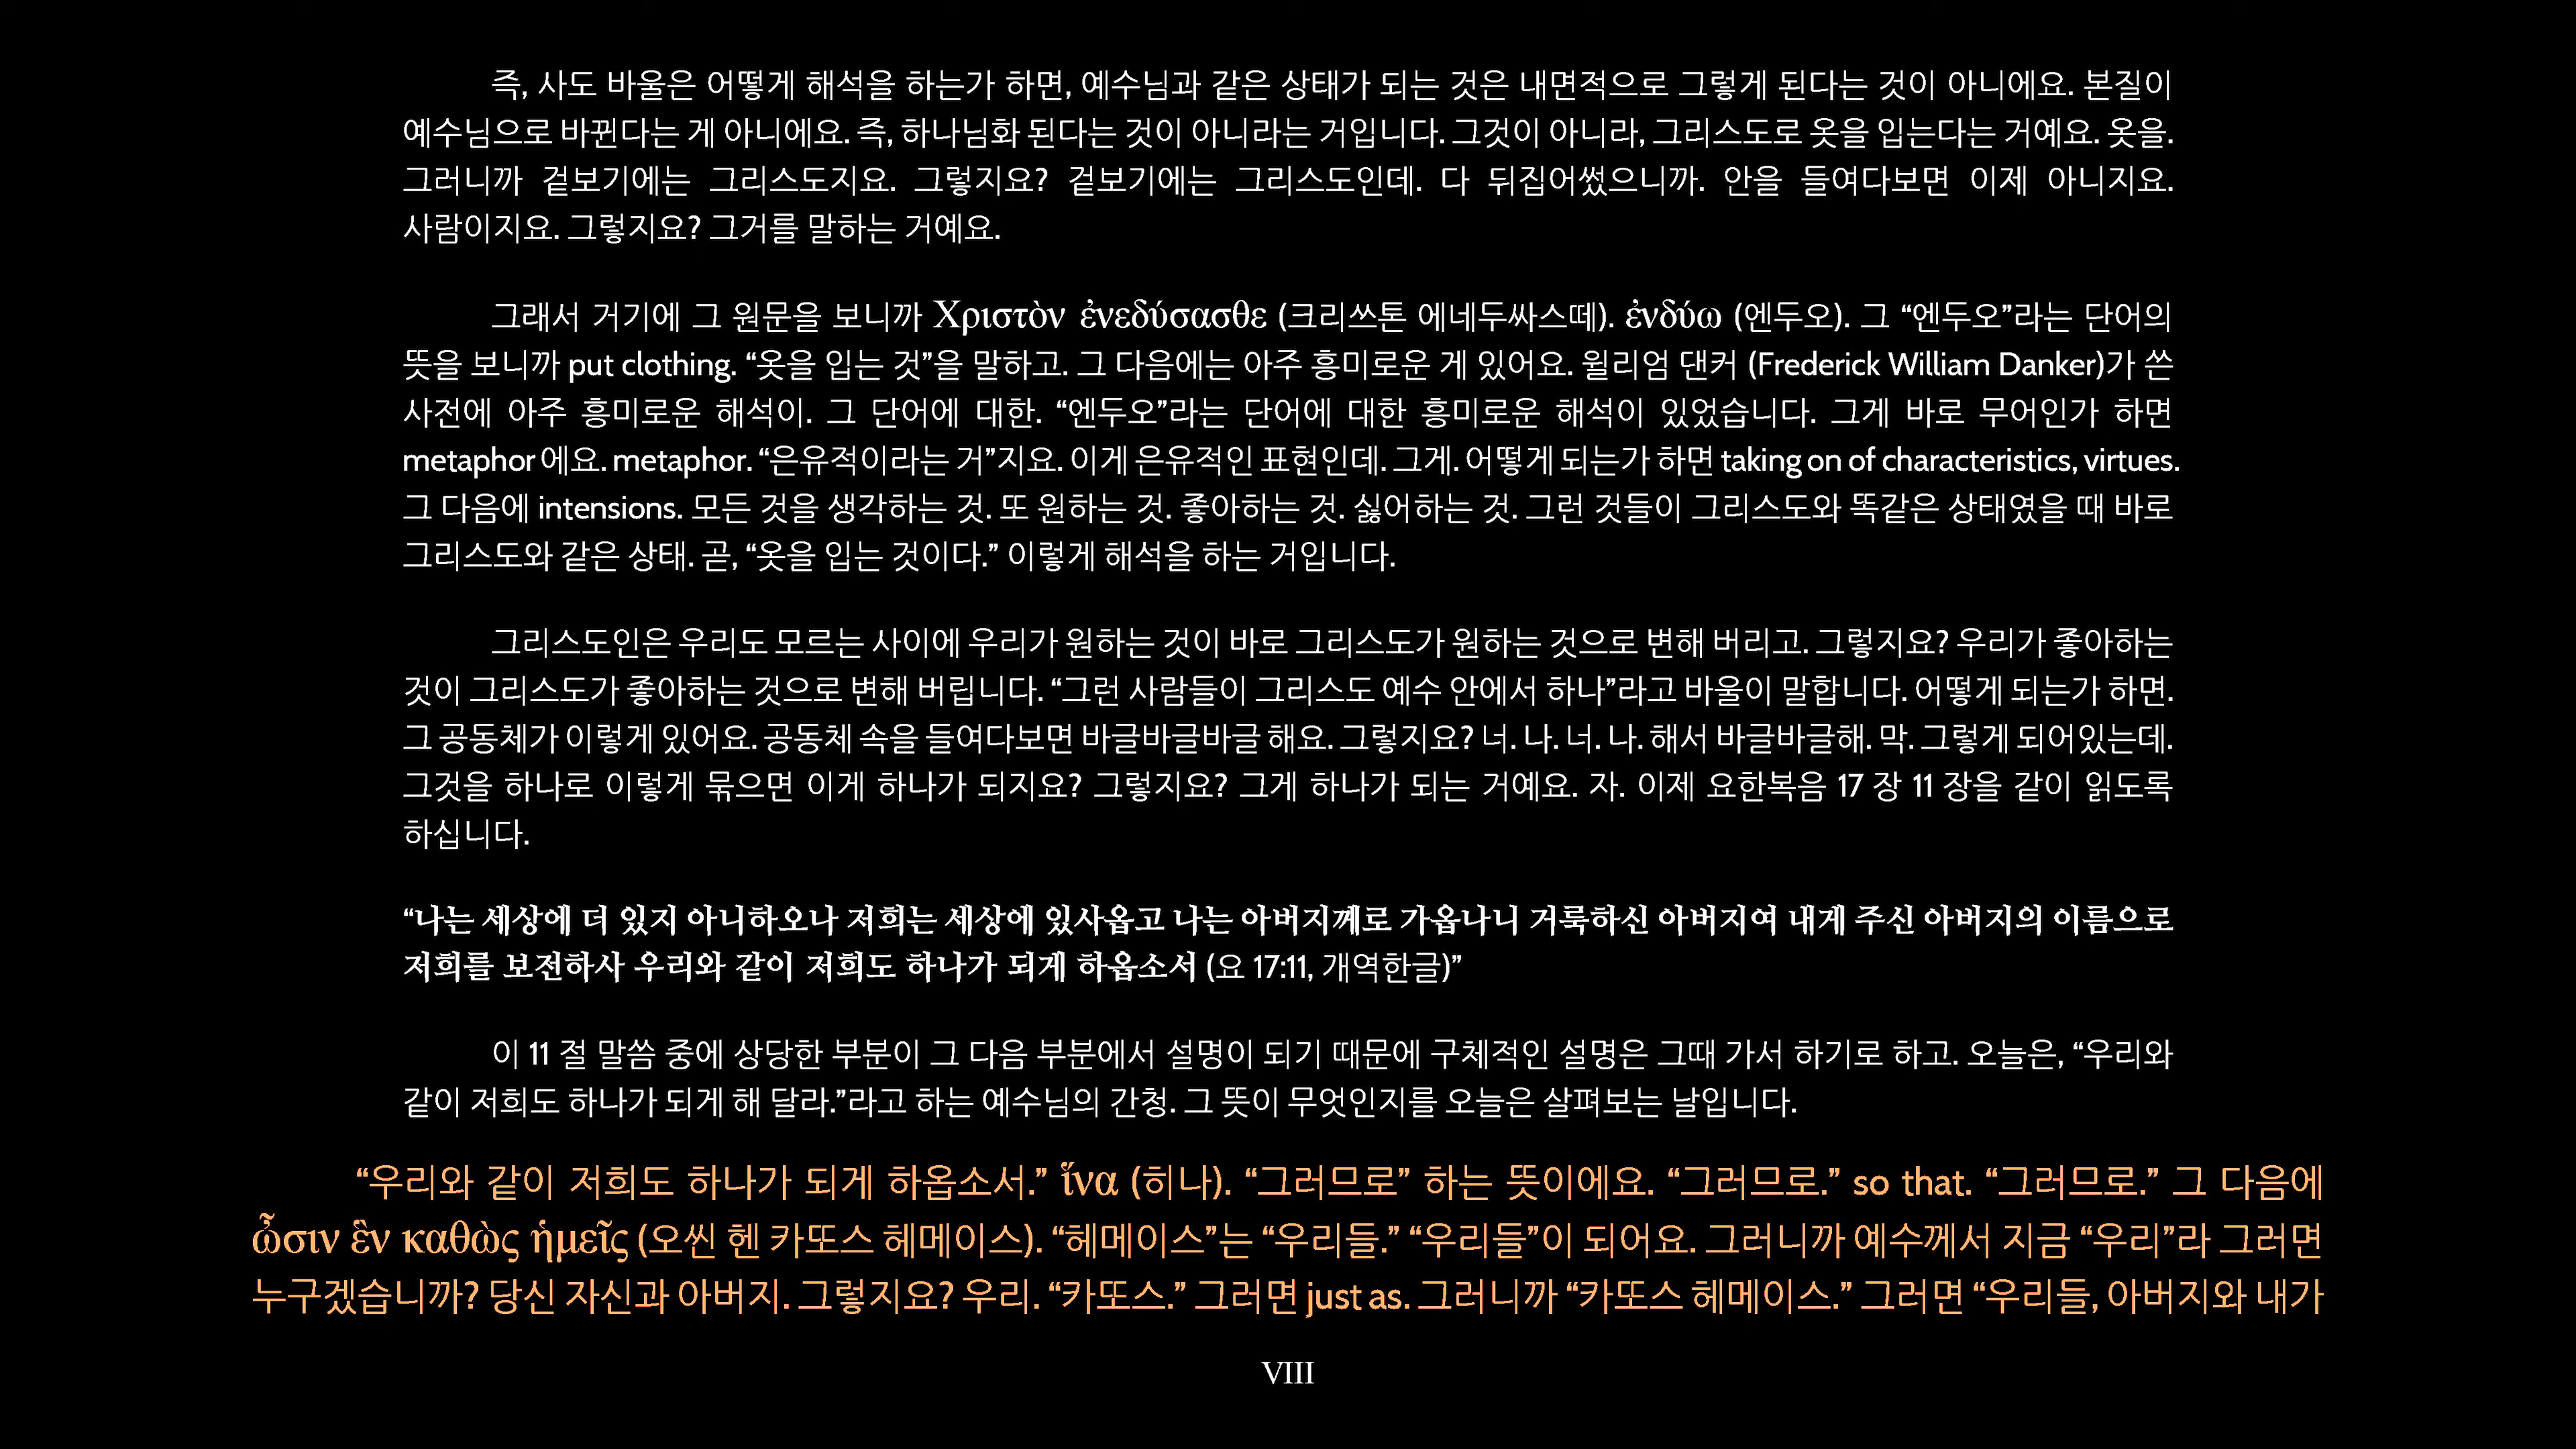 즉, 사도 바울은 어떻게 해석을 하는가 하면, 예수님과 같은 상태가 되는 것은 내면적으로 그렇게 된다는 것이 아니에요. 본질이
예수님으로 바뀐다는 게 아니에요. 즉, 하나님화 된다는 것이 아니라는 거입니다. 그것이 아니라, 그리스도로 옷을 입는다는 거예요. 옷을.
그러니까 겉보기에는 그리스도지요. 그렇지요? 겉보기에는 그리스도인데. 다 뒤집어썼으니까. 안을 들여다보면 이제 아니지요.
사람이지요. 그렇지요? 그거를 말하는 거예요.
그래서 거기에 그 원문을 보니까 Χριστὸν ἐνεδύσασθε (크리쓰톤 에네두싸스떼). ἐνδύω (엔두오). 그 “엔두오”라는 단어의
뜻을 보니까 put clothing. “옷을 입는 것”을 말하고. 그 다음에는 아주 흥미로운 게 있어요. 윌리엄 댄커 (Frederick William Danker)가 쓴
사전에 아주 흥미로운 해석이. 그 단어에 대한. “엔두오”라는 단어에 대한 흥미로운 해석이 있었습니다. 그게 바로 무어인가 하면
metaphor에요. metaphor. “은유적이라는 거”지요. 이게 은유적인 표현인데. 그게. 어떻게 되는가 하면 taking on of characteristics, virtues.
그 다음에 intensions. 모든 것을 생각하는 것. 또 원하는 것. 좋아하는 것. 싫어하는 것. 그런 것들이 그리스도와 똑같은 상태였을 때 바로
그리스도와 같은 상태. 곧, “옷을 입는 것이다.” 이렇게 해석을 하는 거입니다.
그리스도인은 우리도 모르는 사이에 우리가 원하는 것이 바로 그리스도가 원하는 것으로 변해 버리고. 그렇지요? 우리가 좋아하는
것이 그리스도가 좋아하는 것으로 변해 버립니다. “그런 사람들이 그리스도 예수 안에서 하나”라고 바울이 말합니다. 어떻게 되는가 하면.
그 공동체가 이렇게 있어요. 공동체 속을 들여다보면 바글바글바글 해요. 그렇지요? 너. 나. 너. 나. 해서 바글바글해. 막. 그렇게 되어있는데.
그것을 하나로 이렇게 묶으면 이게 하나가 되지요? 그렇지요? 그게 하나가 되는 거예요. 자. 이제 요한복음 17 장 11 장을 같이 읽도록
하십니다.
“나는 세상에 더 있지 아니하오나 저희는 세상에 있사옵고 나는 아버지께로 가옵나니 거룩하신 아버지여 내게 주신 아버지의 이름으로
저희를 보전하사 우리와 같이 저희도 하나가 되게 하옵소서 (요 17:11, 개역한글)”
이 11 절 말씀 중에 상당한 부분이 그 다음 부분에서 설명이 되기 때문에 구체적인 설명은 그때 가서 하기로 하고. 오늘은, “우리와
같이 저희도 하나가 되게 해 달라.”라고 하는 예수님의 간청. 그 뜻이 무엇인지를 오늘은 살펴보는 날입니다.
“우리와 같이 저희도 하나가 되게 하옵소서.” ἵνα (히나). “그러므로” 하는 뜻이에요. “그러므로.” so that. “그러므로.” 그 다음에
ὦσιν ἓν καθὼς ἡμεῖς (오씬 헨 카또스 헤메이스). “헤메이스”는 “우리들.” “우리들”이 되어요. 그러니까 예수께서 지금 “우리”라 그러면
누구겠습니까? 당신 자신과 아버지. 그렇지요? 우리. “카또스.” 그러면 just as. 그러니까 “카또스 헤메이스.” 그러면 “우리들, 아버지와 내가
VIII